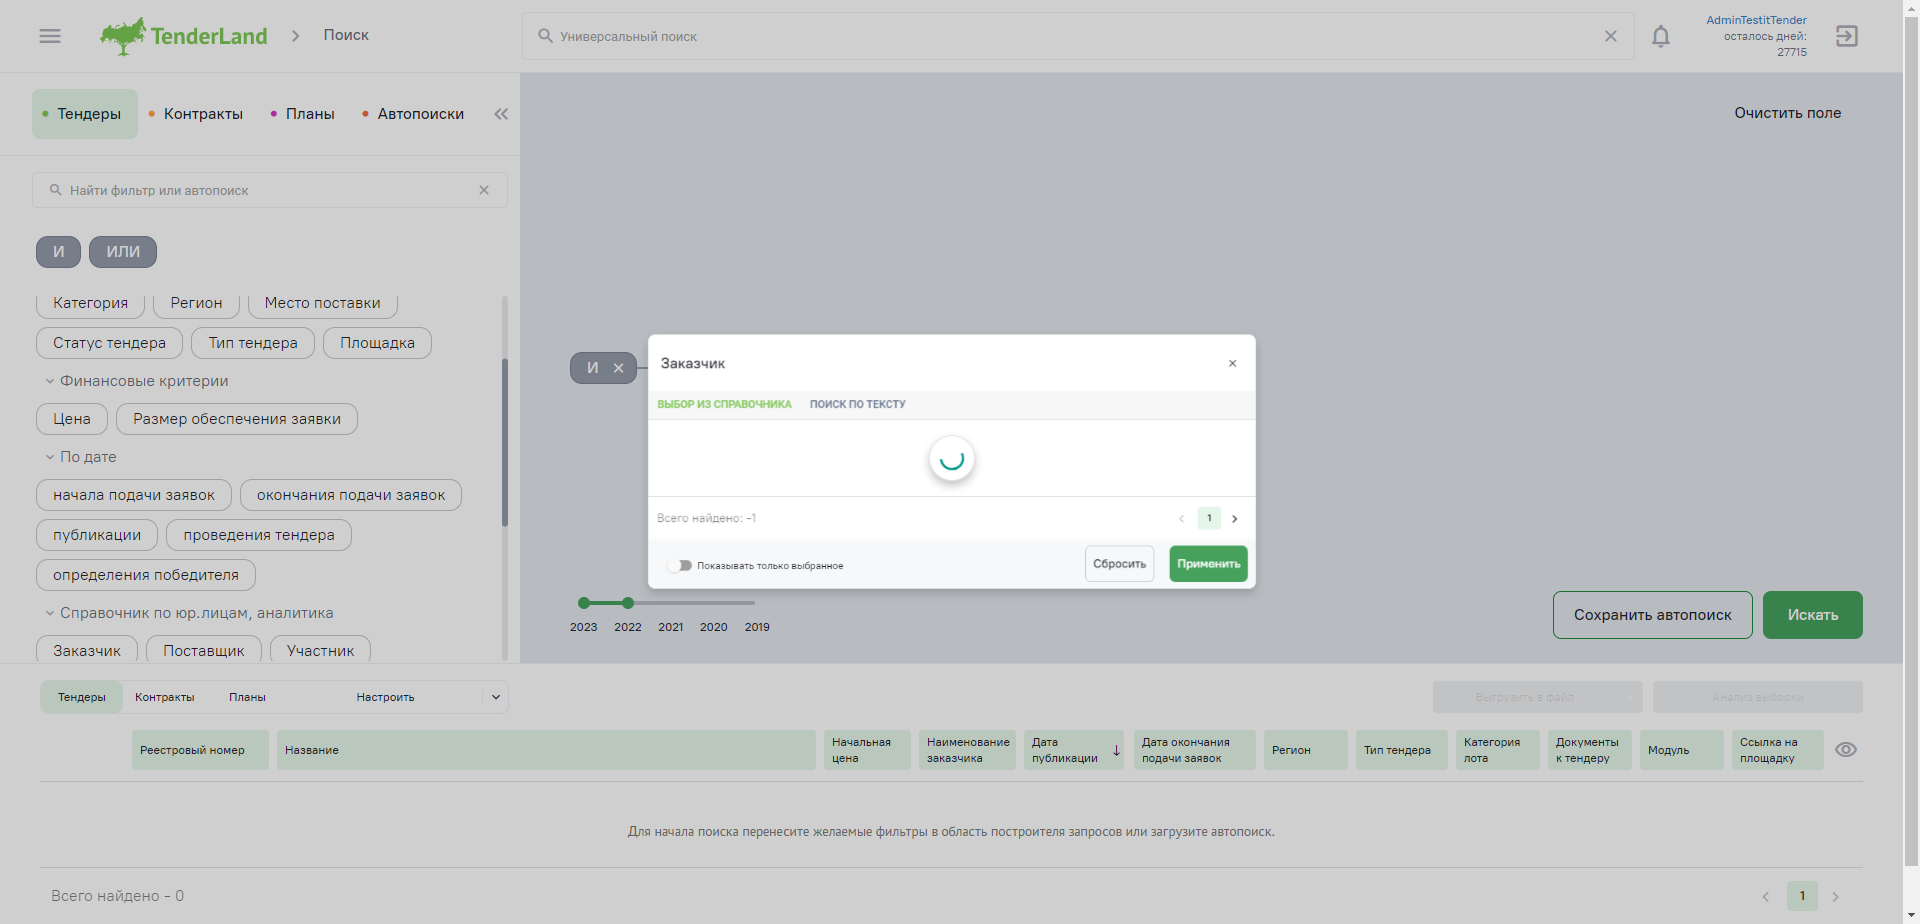 TenderLand
Поиск
Универсальный поиск
AdminTestitTender
осталось дней:
27715
Тендеры
Контракты
Планы
Автопоиски
Очистить поле
Найти фильтр или автопоиск
И
ИЛИ
Категория
Регион
Место поставки
Статус тендера
Тип тендера
Площадка
Финансовые критерии
Цена
Размер обеспечения заявки
По дате
начала подачи заявок
окончания подачи заявок
публикации
проведения тендера
определения победителя
Справочник по юр.лицам, аналитика
Заказчик
Поставщик
Участник
И
Заказчик
ВЫБОР ИЗ СПРАВОЧНИКА
ПОИСК ПО ТЕКСТУ
Всего найдено: -1
1
Показывать только выбранное
Сбросить
Применить
2023
2022
2021
2020
2019
Сохранить автопоиск
Искать
Тендеры
Контракты
Планы
Настроить
Выгрузить в файл
Анализ выборки
Реестровый номер
Название
Начальная
цена
Наименование
заказчика
Дата
публикации
Дата окончания
подачи заявок
Регион
Тип тендера
Категория
лота
Документы
к тендеру
Модуль
Ссылка на
площадку
Для начала поиска перенесите желаемые фильтры в область построителя запросов или загрузите автопоиск.
Всего найдено - 0
1